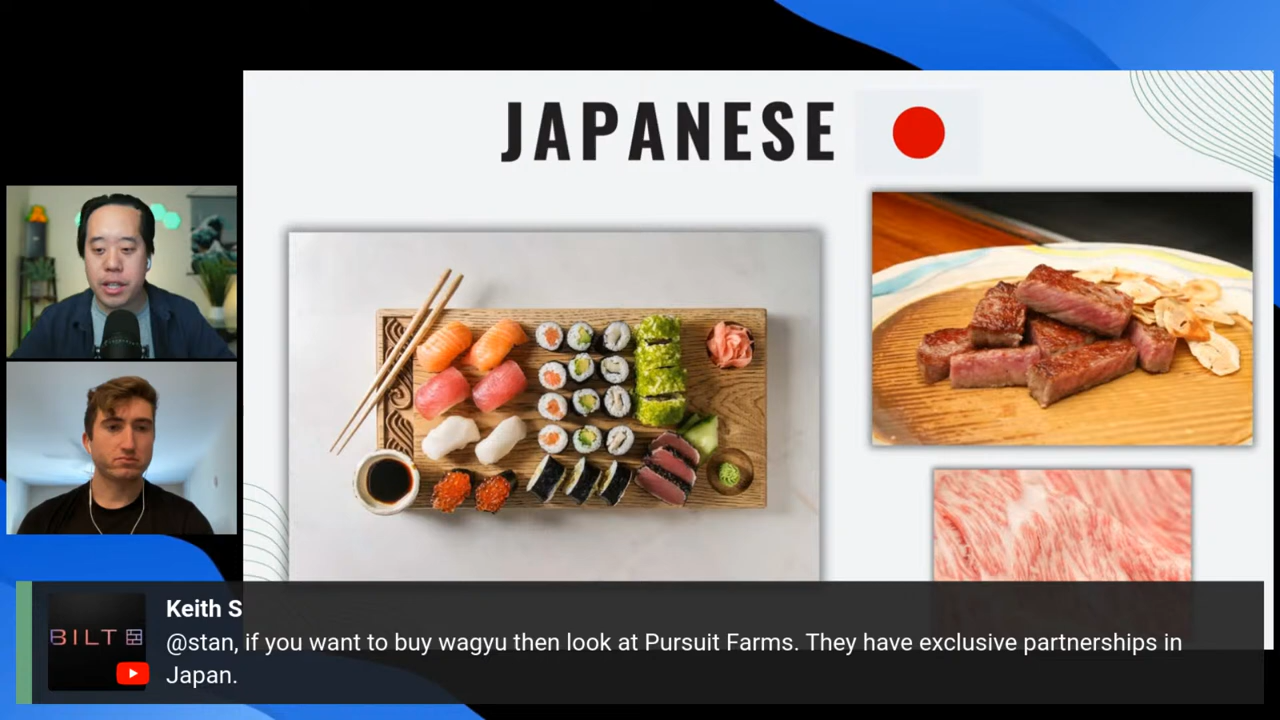 JAPANESE
Keith S
BILT
@stan, if you want to buy wagyu then look at Pursuit Farms. They have exclusive partnerships in
Japan.